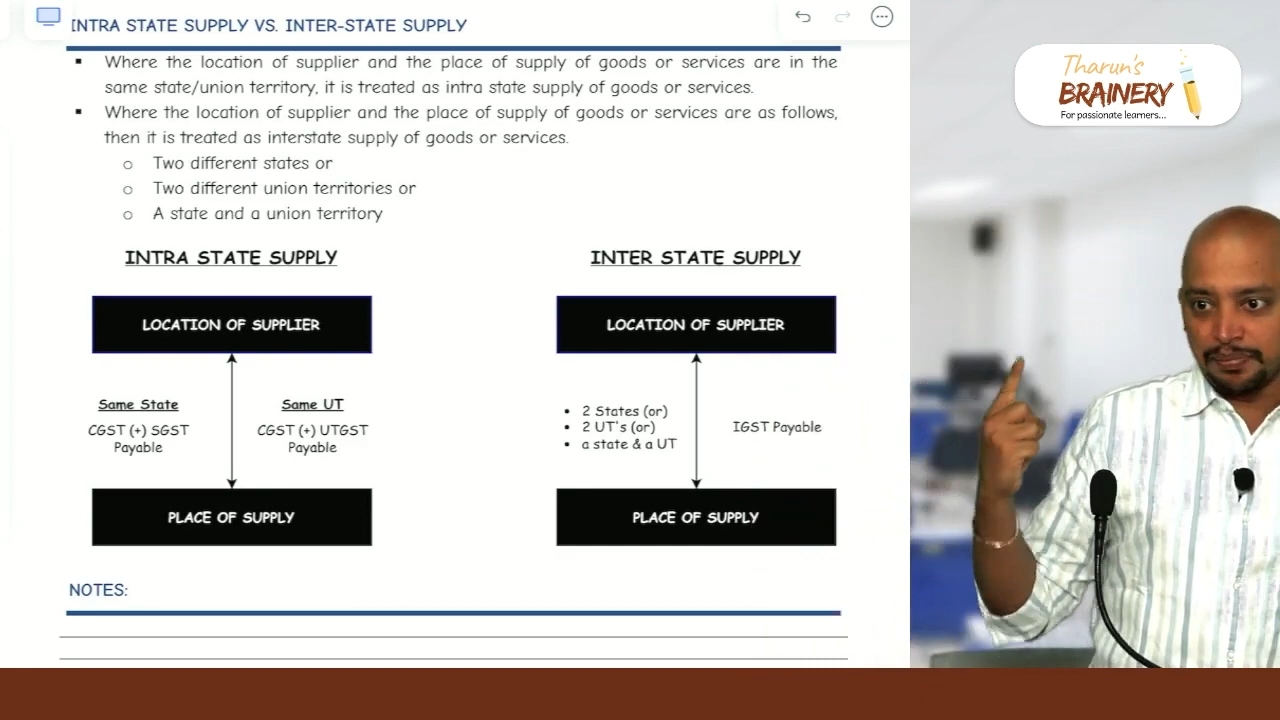 INTRA STATE SUPPLY VS. INTER-STATE SUPPLY
▪ Where the location of supplier and the place of supply of goods or services are in the
same state/union territory, it is treated as intra state supply of goods or services.
▪ Where the location of supplier and the place of supply of goods or services are as follows,
then it is treated as interstate supply of goods or services.
o Two different states or
o Two different union territories or
o A state and a union territory
INTRA STATE SUPPLY
LOCATION OF SUPPLIER
Same State
CGST (+) SGST
Payable
Same UT
CGST (+) UTGST
Payable
PLACE OF SUPPLY
INTER STATE SUPPLY
LOCATION OF SUPPLIER
• 2 States (or)
• 2 UT's (or)
• a state & a UT
IGST Payable
PLACE OF SUPPLY
NOTES:
Tharun's
BRAINERY
For passionate learners...